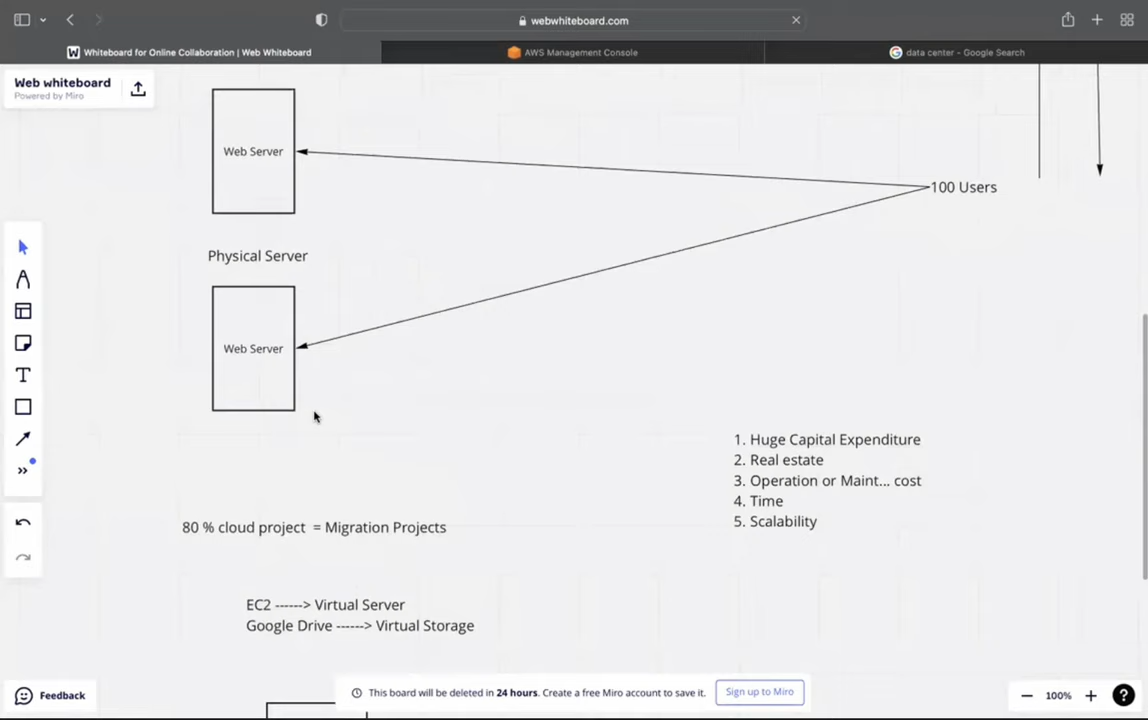 webwhiteboard.com
Whiteboard for Online Collaboration | Web Whiteboard
AWS Management Console
data center - Google Search
Web whiteboard
Powered by Miro
Web Server
100 Users
Physical Server
Web Server
1. Huge Capital Expenditure
2. Real estate
3. Operation or Maint... cost
4. Time
5. Scalability
80 % cloud project = Migration Projects
EC2 ------> Virtual Server
Google Drive ------> Virtual Storage
Feedback
This board will be deleted in 24 hours. Create a free Miro account to save it.
Sign up to Miro
100%